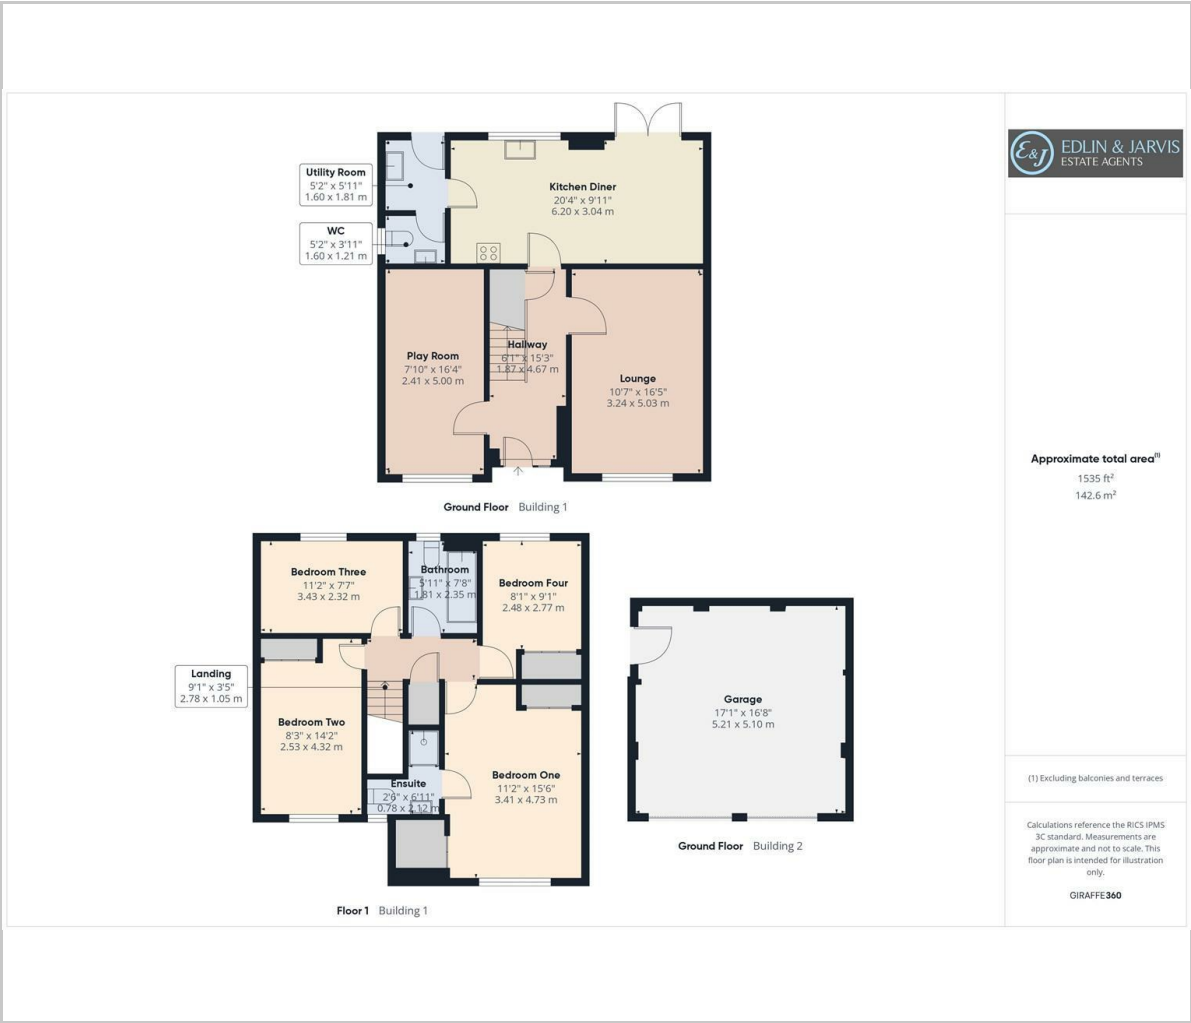 Utility Room
5'2" x 5'11"
1.60 x 1.81 m
WC
5'2" x 3'11"
1.60 x 1.21 m
Kitchen Diner
20'4" x 9'11"
6.20 x 3.04 m
Play Room
7'10" x 16'4"
2.41 x 5.00 m
Hallway
6'1" x 15'3"
1.87 x 4.67 m
Lounge
10'7" x 16'5"
3.24 x 5.03 m
Ground Floor Building 1
Bedroom Three
11'2" x 7'7"
3.43 x 2.32 m
Bathroom
5'11" x 7'8"
1.81 x 2.35 m
Bedroom Four
8'1" x 9'1"
2.48 x 2.77 m
Landing
9'1" x 3'5"
2.78 x 1.05 m
Bedroom Two
8'3" x 14'2"
2.53 x 4.32 m
Ensuite
2'6" x 6'11"
0.78 x 2.12 m
Bedroom One
11'2" x 15'6"
3.41 x 4.73 m
Floor 1 Building 1
Garage
17'1" x 16'8"
5.21 x 5.10 m
Ground Floor Building 2
E&J
EDLIN & JARVIS
ESTATE AGENTS
Approximate total area(1)
1535 ft²
142.6 m²
(1) Excluding balconies and terraces
Calculations reference the RICS IPMS
3C standard. Measurements are
approximate and not to scale. This
floor plan is intended for illustration
only.
GIRAFFE360